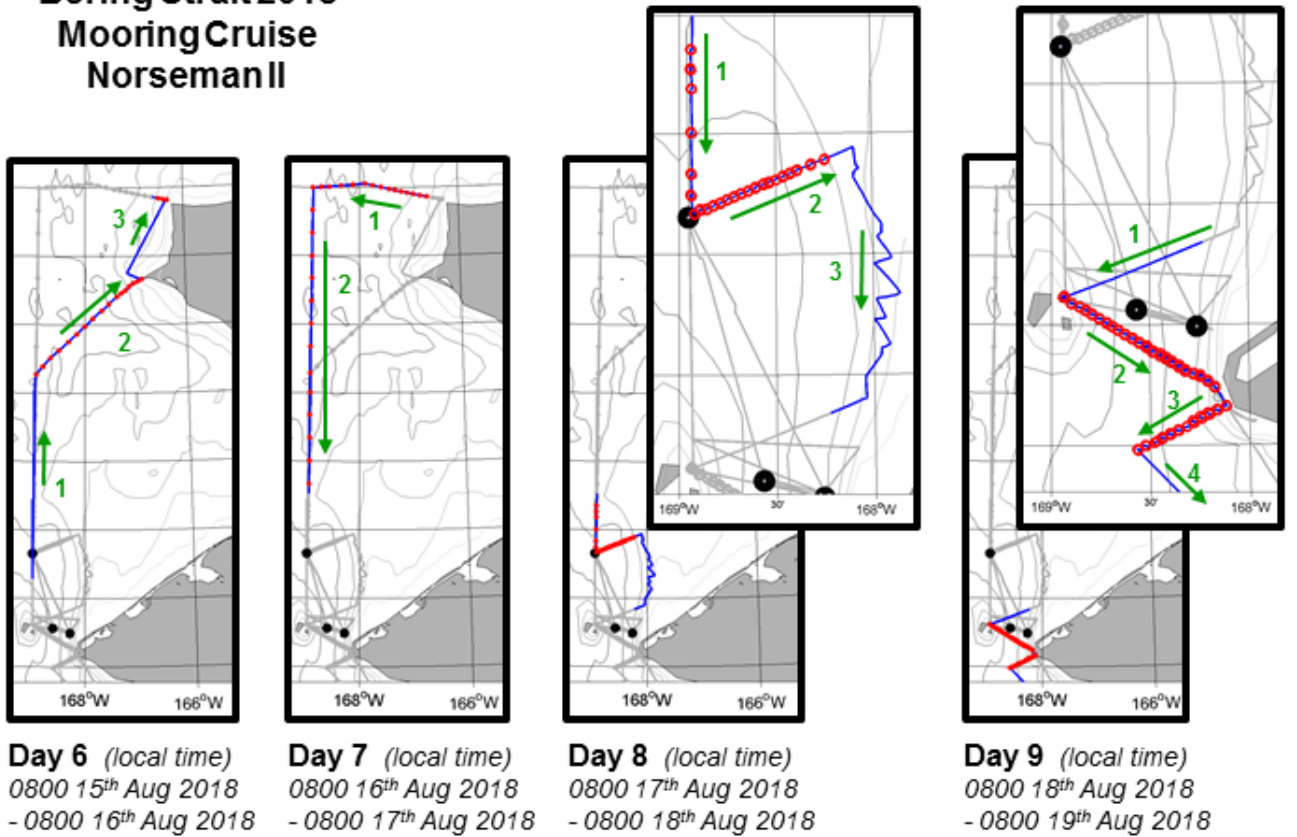 Bering Strait 2018
Mooring Cruise
Norseman II
1
2
3
168°W
166°W
1
2
168°W
166°W
1
2
3
169°W
30'
168°W
168°W
166°W
1
2
3
4
169°W
30'
168°W
168°W
166°W
Day 6 (local time)
0800 15th Aug 2018
- 0800 16th Aug 2018
Day 7 (local time)
0800 16th Aug 2018
- 0800 17th Aug 2018
Day 8 (local time)
0800 17th Aug 2018
- 0800 18th Aug 2018
Day 9 (local time)
0800 18th Aug 2018
- 0800 19th Aug 2018